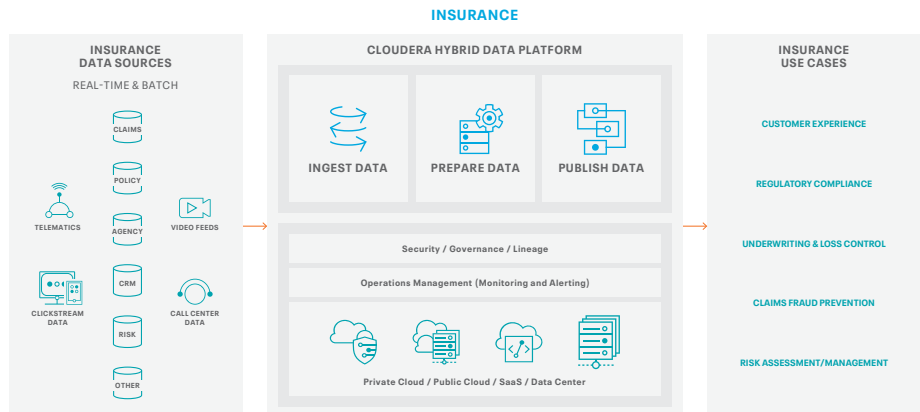 INSURANCE
INSURANCE
DATA SOURCES
REAL-TIME & BATCH
CLAIMS
POLICY
TELEMATICS
AGENCY
VIDEO FEEDS
CRM
CLICKSTREAM
DATA
CALL CENTER
DATA
RISK
OTHER
CLOUDERA HYBRID DATA PLATFORM
INGEST DATA
PREPARE DATA
PUBLISH DATA
Security / Governance / Lineage
Operations Management (Monitoring and Alerting)
Private Cloud / Public Cloud / SaaS / Data Center
INSURANCE
USE CASES
CUSTOMER EXPERIENCE
REGULATORY COMPLIANCE
UNDERWRITING & LOSS CONTROL
CLAIMS FRAUD PREVENTION
RISK ASSESSMENT/MANAGEMENT